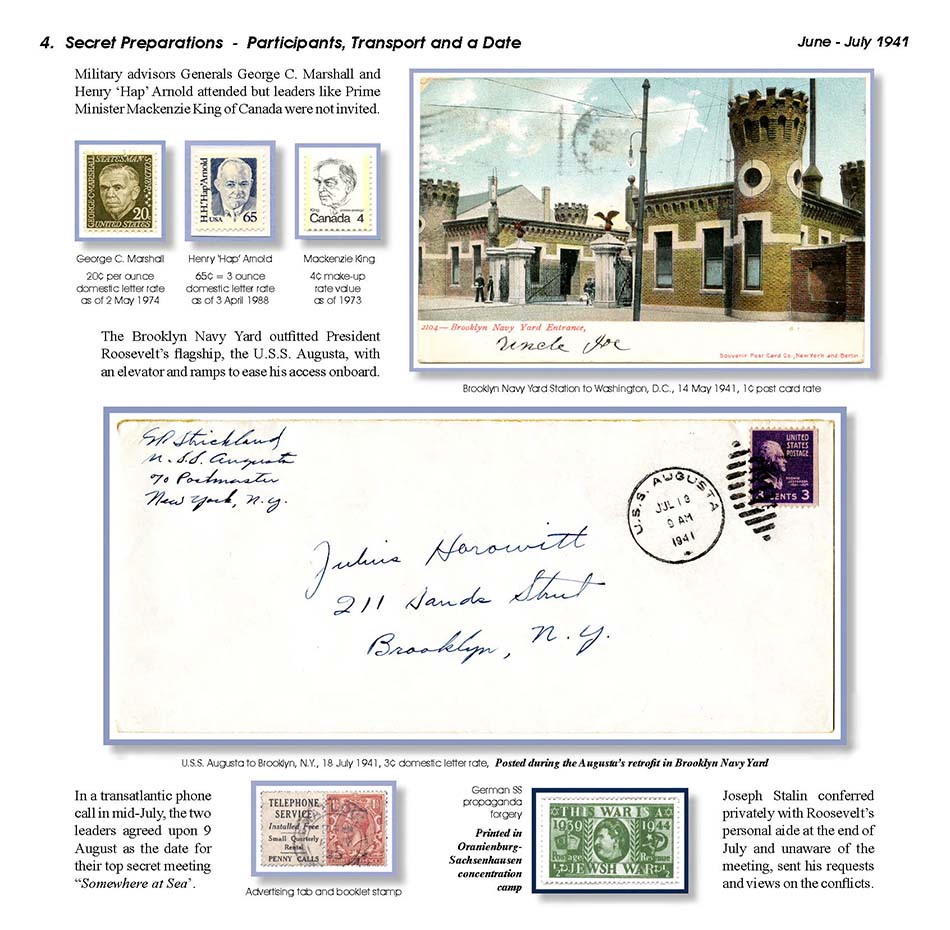 4. Secret Preparations - Participants, Transport and a Date
June - July 1941
Military advisors Generals George C. Marshall and
Henry ‘Hap’ Arnold attended but leaders like Prime
Minister Mackenzie King of Canada were not invited.
GEORGE C. MARSHALL
STATESMAN
SOLDIER
20¢
UNITED STATES
H.H.'Hap'Arnold
USA
65
King
Canada 4
George C. Marshall
20¢ per ounce
domestic letter rate
as of 2 May 1974
Henry 'Hap' Arnold
65¢ = 3 ounce
domestic letter rate
as of 3 April 1988
Mackenzie King
4¢ make-up
rate value
as of 1973
The Brooklyn Navy Yard outfitted President
Roosevelt’s flagship, the U.S.S. Augusta, with
an elevator and ramps to ease his access onboard.
2104—Brooklyn Navy Yard Entrance,
Uncle Joe
Souvenir Post Card Co., New York and Berlin
Brooklyn Navy Yard Station to Washington, D.C., 14 May 1941, 1¢ post card rate
Strickland
U.S.S. Augusta
c/o Postmaster
New York, N.Y.
U.S.S. AUGUSTA
JUL 18
9 AM
1941
UNITED
STATES
POSTAGE
CENTS 3
Julius Horowitt
211 Sands Street
Brooklyn, N.Y.
U.S.S. Augusta to Brooklyn, N.Y., 18 July 1941, 3¢ domestic letter rate, Posted during the Augusta’s retrofit in Brooklyn Navy Yard
In a transatlantic phone
call in mid-July, the two
leaders agreed upon 9
August as the date for
their top secret meeting
“Somewhere at Sea’.
TELEPHONE
SERVICE
Installed Free
Small Quarterly
Rental
PENNY CALLS
Advertising tab and booklet stamp
German SS
propaganda
forgery
Printed in
Oranienburg-
Sachsenhausen
concentration
camp
THIS WAR IS A
1939 1944
Postage Revenue
½D JEWSH WAR D½
Joseph Stalin conferred
privately with Roosevelt’s
personal aide at the end of
July and unaware of the
meeting, sent his requests
and views on the conflicts.